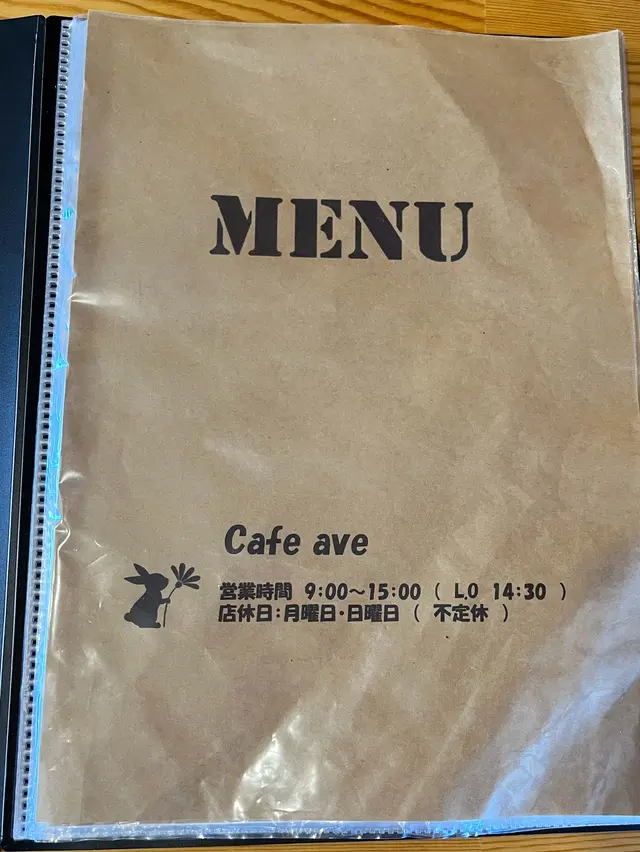 MENU
Cafe ave
営業時間 9:00～15:00 ( L.O 14:30 )
店休日:月曜日・日曜日 ( 不定休 )